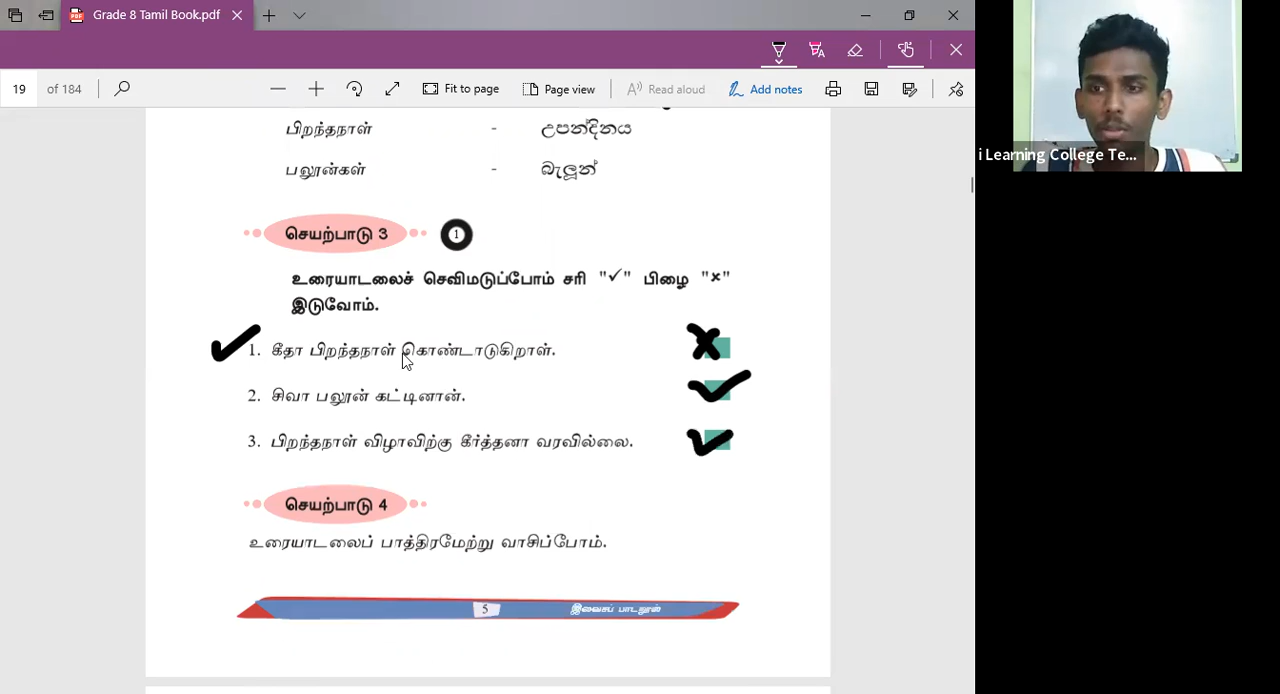 Grade 8 Tamil Book.pdf
19 of 184 Fit to page Page view Read aloud Add notes
i Learning College Te...
பிறந்தநாள் - උපන්දිනය
பலூன்கள் - බැලූන්
செயற்பாடு 3 1
உரையாடலைச் செவிமடுப்போம் சரி "✓" பிழை "×"
இடுவோம்.
1. கீதா பிறந்தநாள் கொண்டாடுகிறாள்.
2. சிவா பலூன் கட்டினான்.
3. பிறந்தநாள் விழாவிற்கு கீர்த்தனா வரவில்லை.
செயற்பாடு 4
உரையாடலைப் பாத்திரமேற்று வாசிப்போம்.
5 இலவசப் பாடநூல்